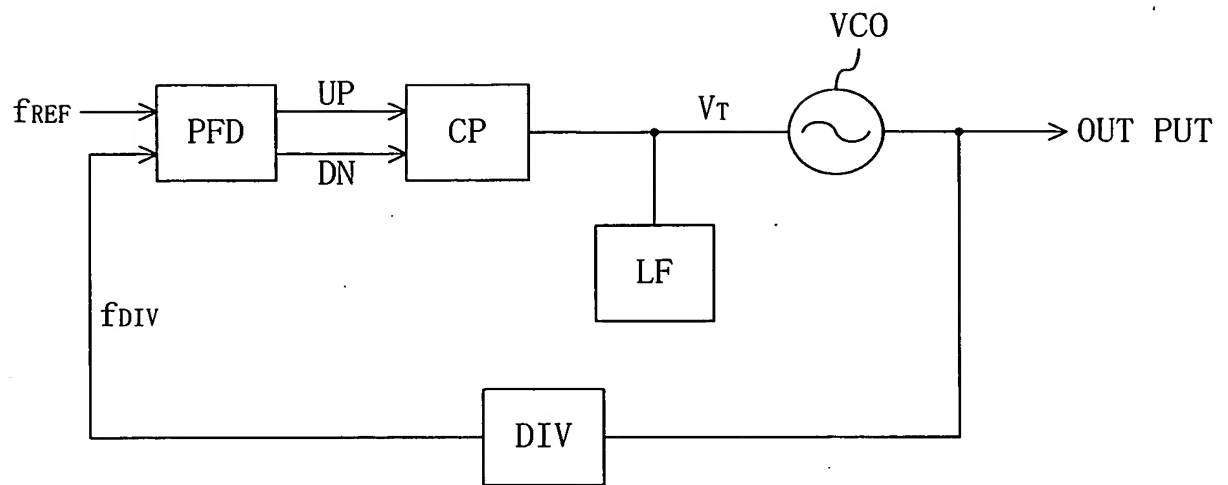 VCO
fREF
PFD
UP
DN
CP
VT
OUT PUT
LF
fDIV
DIV